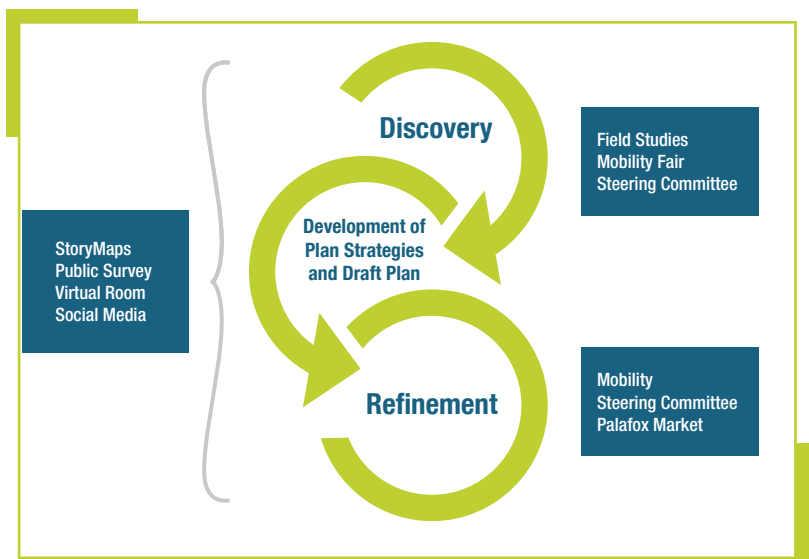 StoryMaps
Public Survey
Virtual Room
Social Media
Discovery
Development of
Plan Strategies
and Draft Plan
Refinement
Field Studies
Mobility Fair
Steering Committee
Mobility
Steering Committee
Palafox Market